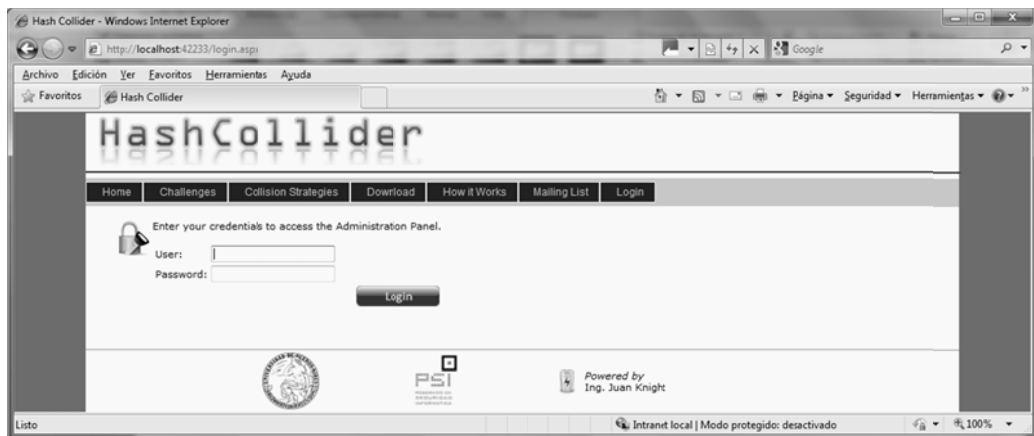 Hash Collider - Windows Internet Explorer
http://localhost:42233/login.aspx
Google
Archivo Edición Ver Favoritos Herramientas Ayuda
Favoritos Hash Collider Página Seguridad Herramientas
HashCollider
Home Challenges Collision Strategies Download How it Works Mailing List Login
Enter your credentials to access the Administration Panel.
User:
Password:
Login
PSI
Powered by
Ing. Juan Knight
Listo Intranet local | Modo protegido: desactivado 100%